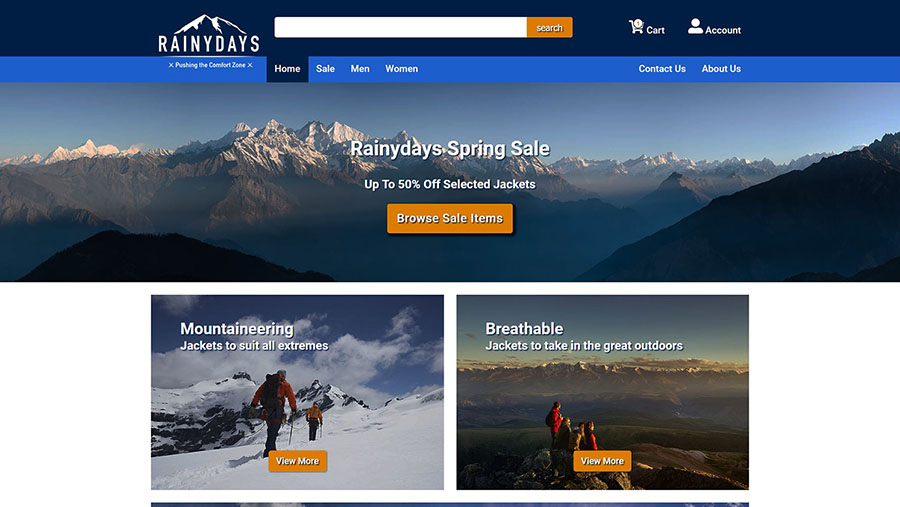 RAINYDAYS
Pushing the Comfort Zone
search
1
Cart
Account
Home
Sale
Men
Women
Contact Us
About Us
Rainydays Spring Sale
Up To 50% Off Selected Jackets
Browse Sale Items
Mountaineering
Jackets to suit all extremes
View More
Breathable
Jackets to take in the great outdoors
View More